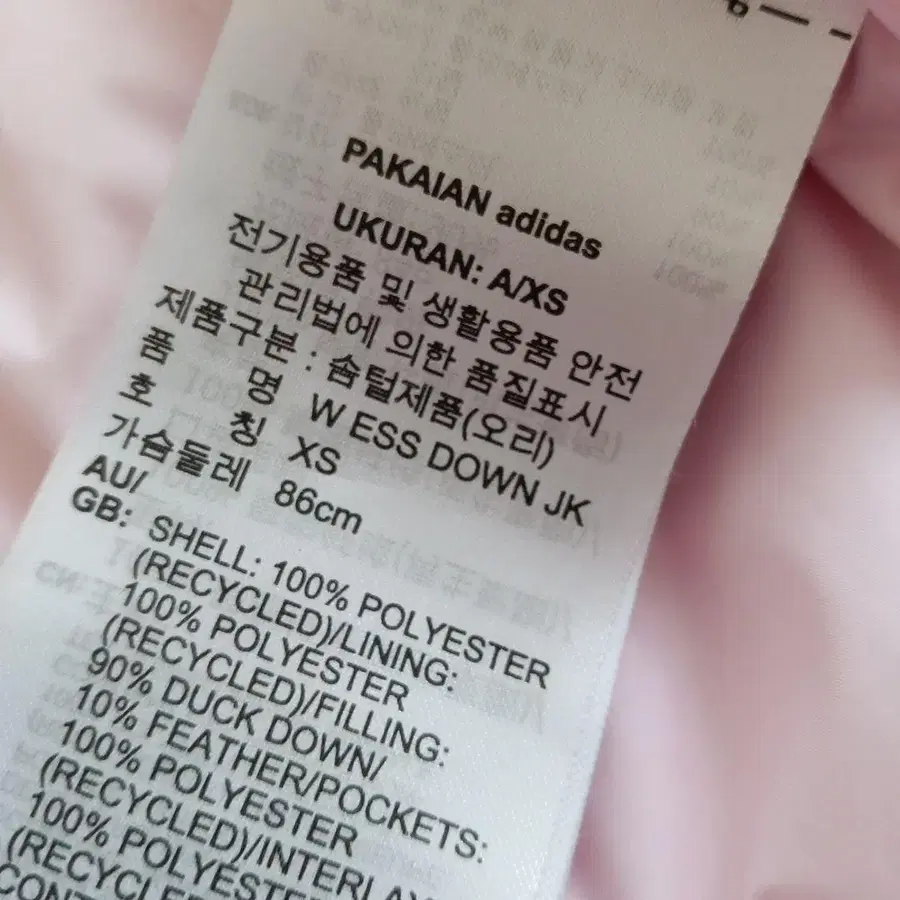 PAKAIAN adidas
UKURAN: A/XS
전기용품 및 생활용품 안전
관리법에 의한 품질표시
제품구분 : 솜털제품(오리)
품 명 W ESS DOWN JK
호 칭 XS
가슴둘레 86cm
AU/
GB: SHELL: 100% POLYESTER
(RECYCLED)/LINING:
100% POLYESTER
(RECYCLED)/FILLING:
90% DUCK DOWN/
10% FEATHER/POCKETS:
100% POLYESTER
(RECYCLED)/INTERLAY
100% POLYESTER
(RECYCLED